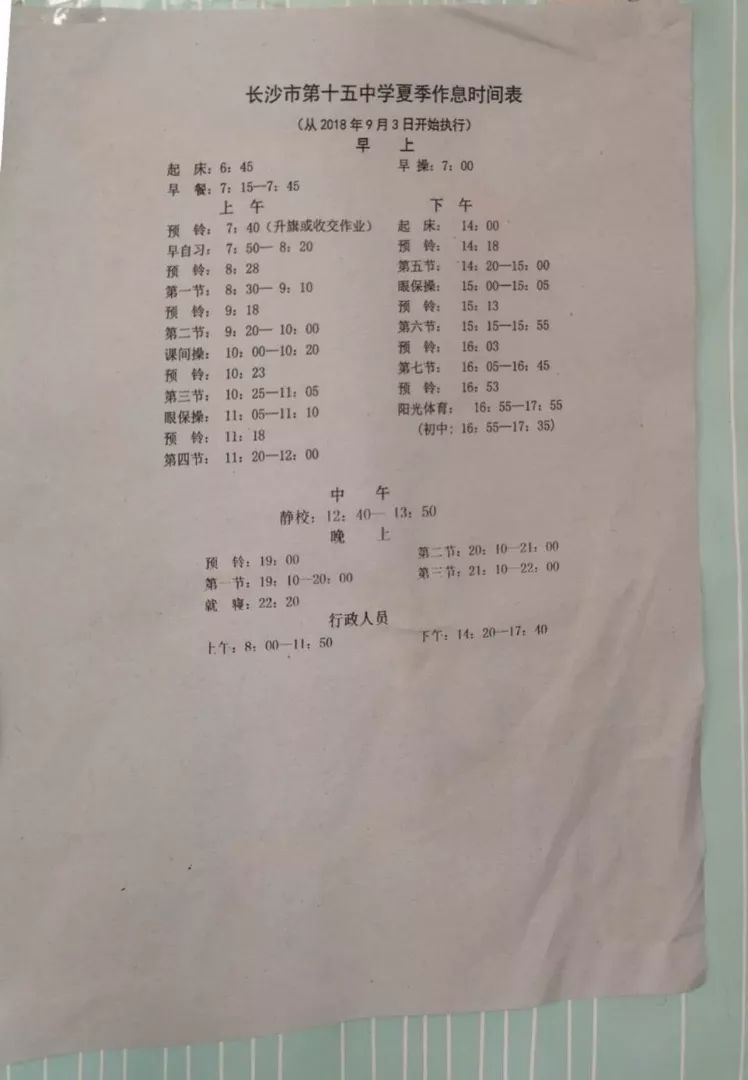 长沙市第十五中学夏季作息时间表
（从 2018 年 9 月 3 日开始执行）
早 上
起 床：6：45 早 操：7：00
早 餐：7：15—7：45
上 午
预 铃： 7：40（升旗或收交作业）
早自习： 7：50— 8：20
预 铃： 8：28
第一节： 8：30— 9：10
预 铃： 9：18
第二节： 9：20— 10：00
课间操： 10：00—10：20
预 铃： 10：23
第三节： 10：25—11：05
眼保操： 11：05—11：10
预 铃： 11：18
第四节： 11：20—12：00
下 午
起 床： 14：00
预 铃： 14：18
第五节： 14：20—15：00
眼保操： 15：00—15：05
预 铃： 15：13
第六节： 15：15—15：55
预 铃： 16：03
第七节： 16：05—16：45
预 铃： 16：53
阳光体育： 16：55—17：55
（初中：16：55—17：35）
中 午
静校：12：40— 13：50
晚 上
预 铃：19：00
第一节：19：10—20：00
就 寝：22：20
第二节：20：10—21：00
第三节：21：10—22：00
行政人员
上午：8：00—11：50 下午：14：20—17：40